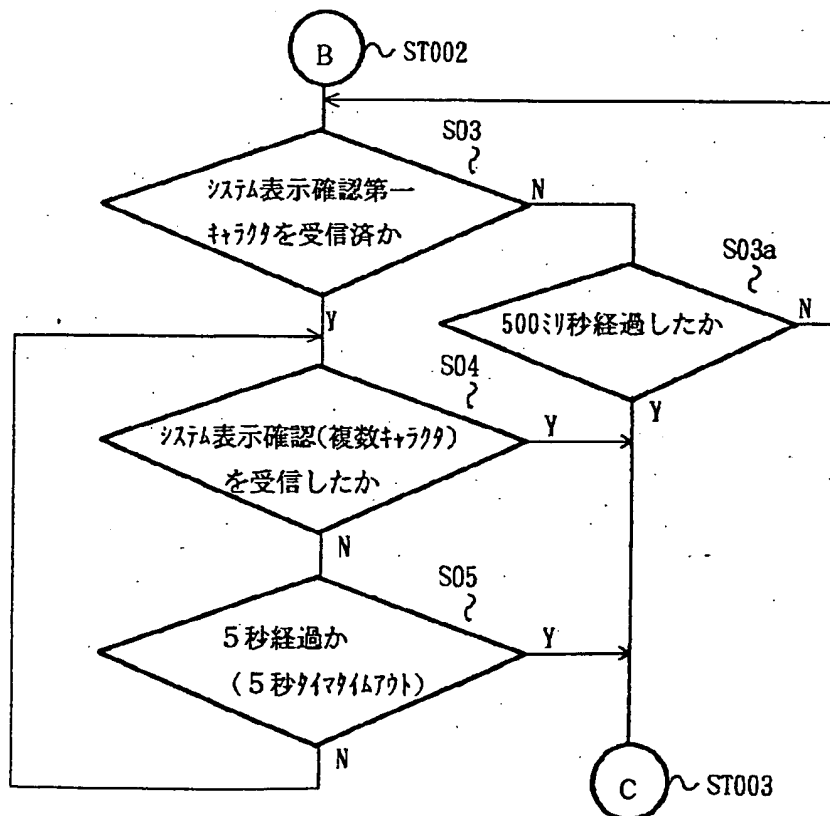 B
ST002
S03
システム表示確認第一
キャラクタを受信済か
N
Y
S03a
500ミリ秒経過したか
N
Y
S04
システム表示確認(複数キャラクタ)
を受信したか
Y
N
S05
5秒経過か
(5秒タイマタイムアウト)
Y
N
C
ST003